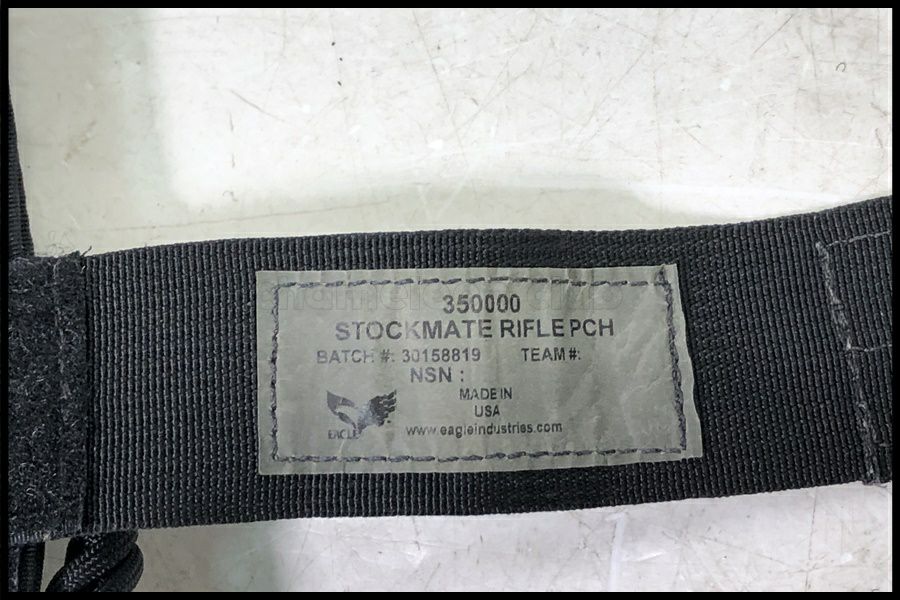 350000
STOCKMATE RIFLE PCH
BATCH #: 30158819 TEAM #:
NSN :
MADE IN
USA
EAGLE
www.eagleindustries.com